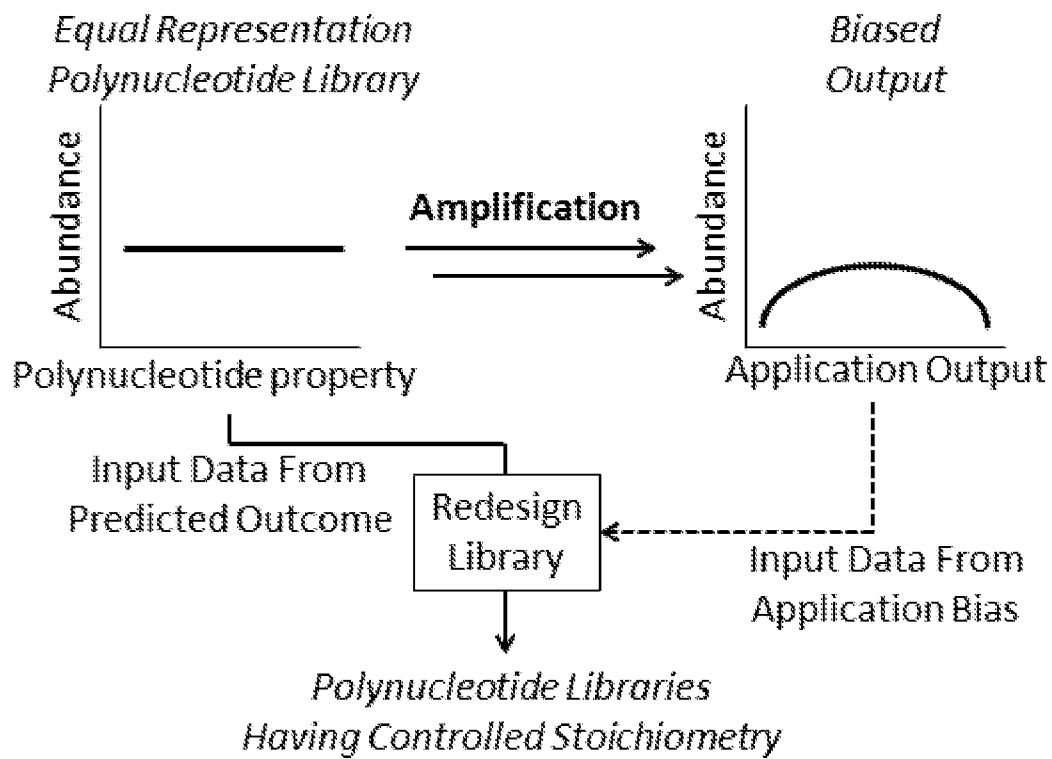 Equal Representation
Polynucleotide Library
Biased
Output
Abundance
Amplification
Abundance
Polynucleotide property
Application Output
Input Data From
Predicted Outcome
Redesign
Library
Input Data From
Application Bias
Polynucleotide Libraries
Having Controlled Stoichiometry